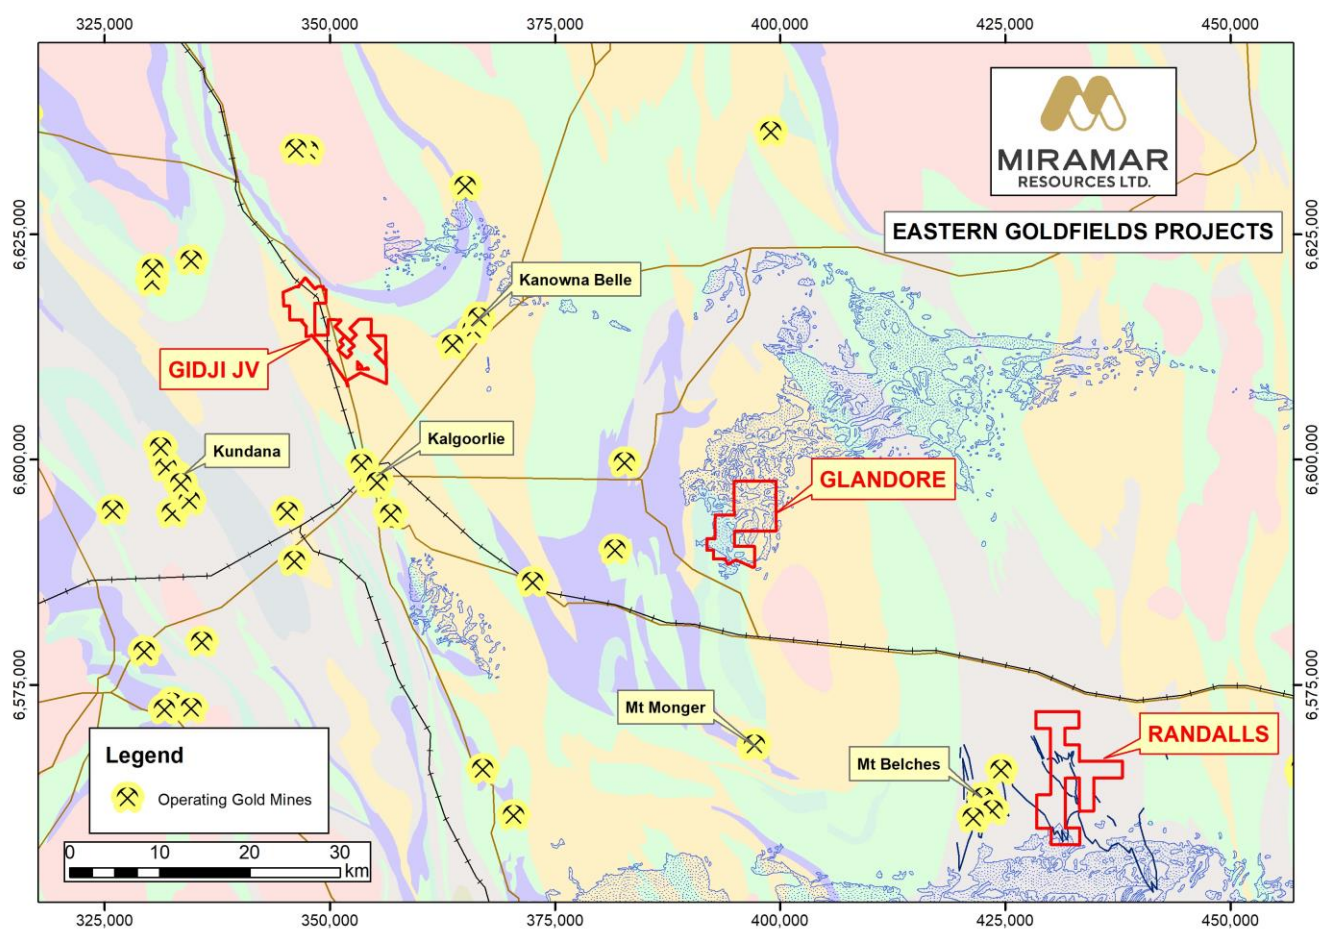 325,000
350,000
375,000
400,000
425,000
450,000
MIRAMAR
RESOURCES LTD.
EASTERN GOLDFIELDS PROJECTS
6,625,000
6,625,000
Kanowna Belle
GIDJI JV
Kalgoorlie
Kundana
6,600,000
6,600,000
GLANDORE
6,575,000
6,575,000
Mt Monger
RANDALLS
Mt Belches
Legend
Operating Gold Mines
0
10
20
30
km
325,000
350,000
375,000
400,000
425,000
450,000